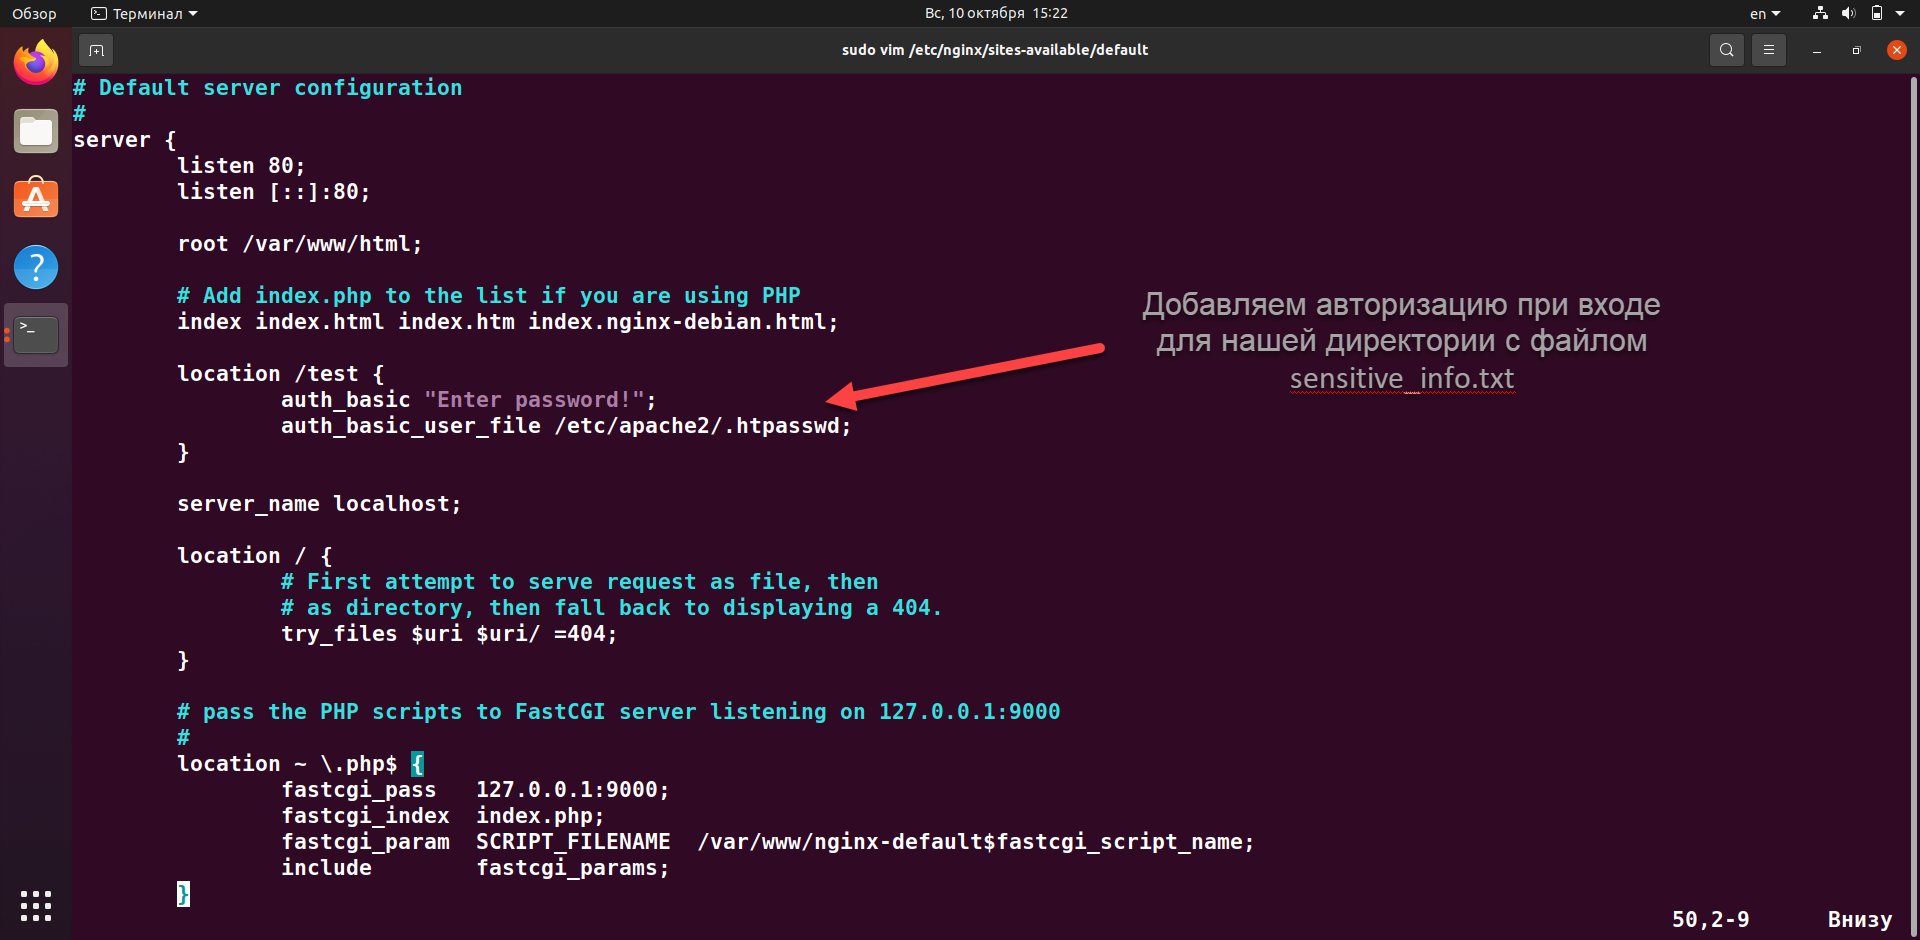 Обзор
Терминал
Вс, 10 октября 15:22
en
sudo vim /etc/nginx/sites-available/default
# Default server configuration
#
server {
listen 80;
listen [::]:80;
root /var/www/html;
# Add index.php to the list if you are using PHP
index index.html index.htm index.nginx-debian.html;
location /test {
auth_basic "Enter password!";
auth_basic_user_file /etc/apache2/.htpasswd;
}
server_name localhost;
location / {
# First attempt to serve request as file, then
# as directory, then fall back to displaying a 404.
try_files $uri $uri/ =404;
}
# pass the PHP scripts to FastCGI server listening on 127.0.0.1:9000
#
location ~ \.php$ {
fastcgi_pass 127.0.0.1:9000;
fastcgi_index index.php;
fastcgi_param SCRIPT_FILENAME /var/www/nginx-default$fastcgi_script_name;
include fastcgi_params;
}
Добавляем авторизацию при входе
для нашей директории с файлом
sensitive_info.txt
50,2-9 Внизу